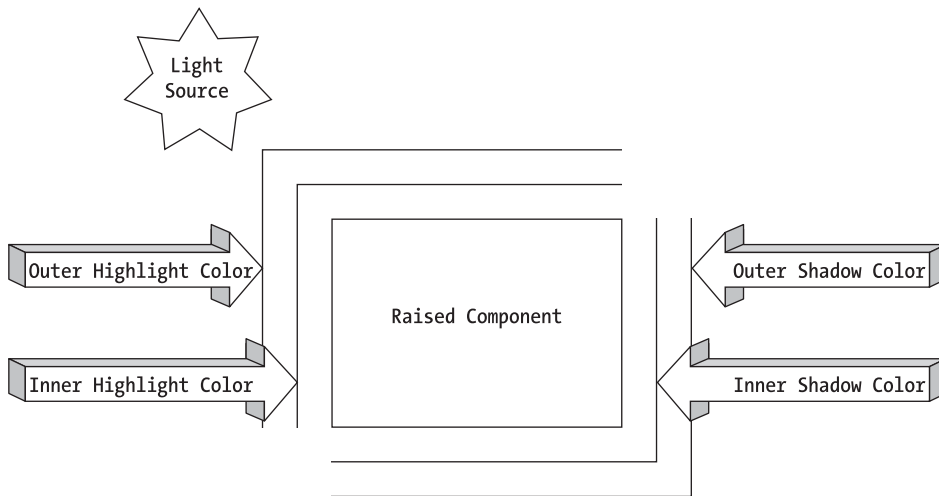 Light
Source
Outer Highlight Color
Outer Shadow Color
Raised Component
Inner Highlight Color
Inner Shadow Color